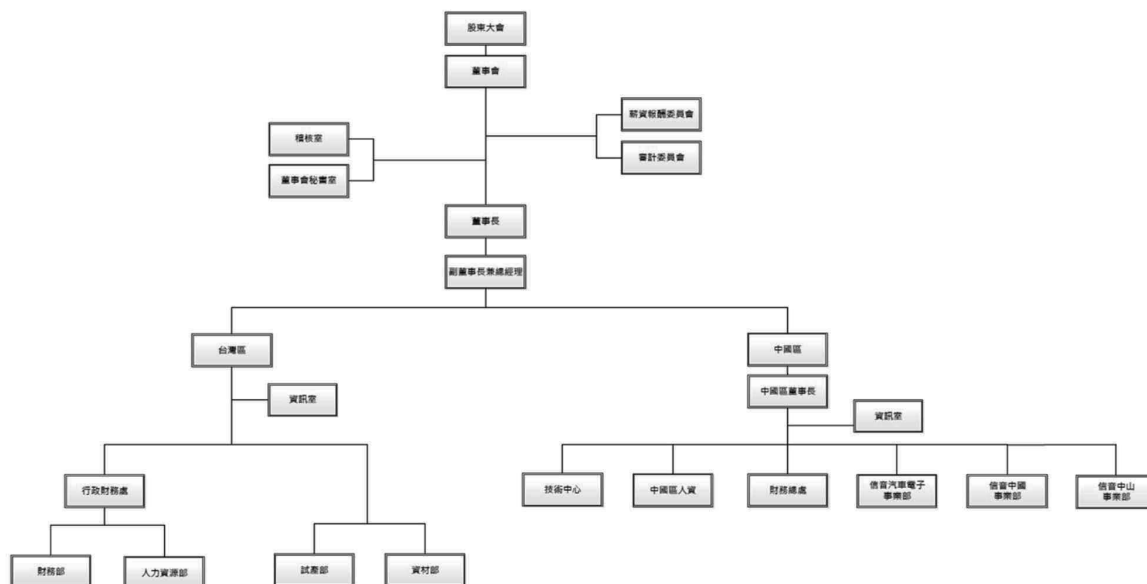 股東大會
董事會
薪資報酬委員會
稽核室
審計委員會
董事會秘書室
董事長
副董事長兼總經理
台灣區
中國區
中國區董事長
資訊室
資訊室
行政財務處
技術中心
中國區人資
財務總處
信音汽車電子
事業部
信音中國
事業部
信音中山
事業部
財務部
人力資源部
試產部
資材部